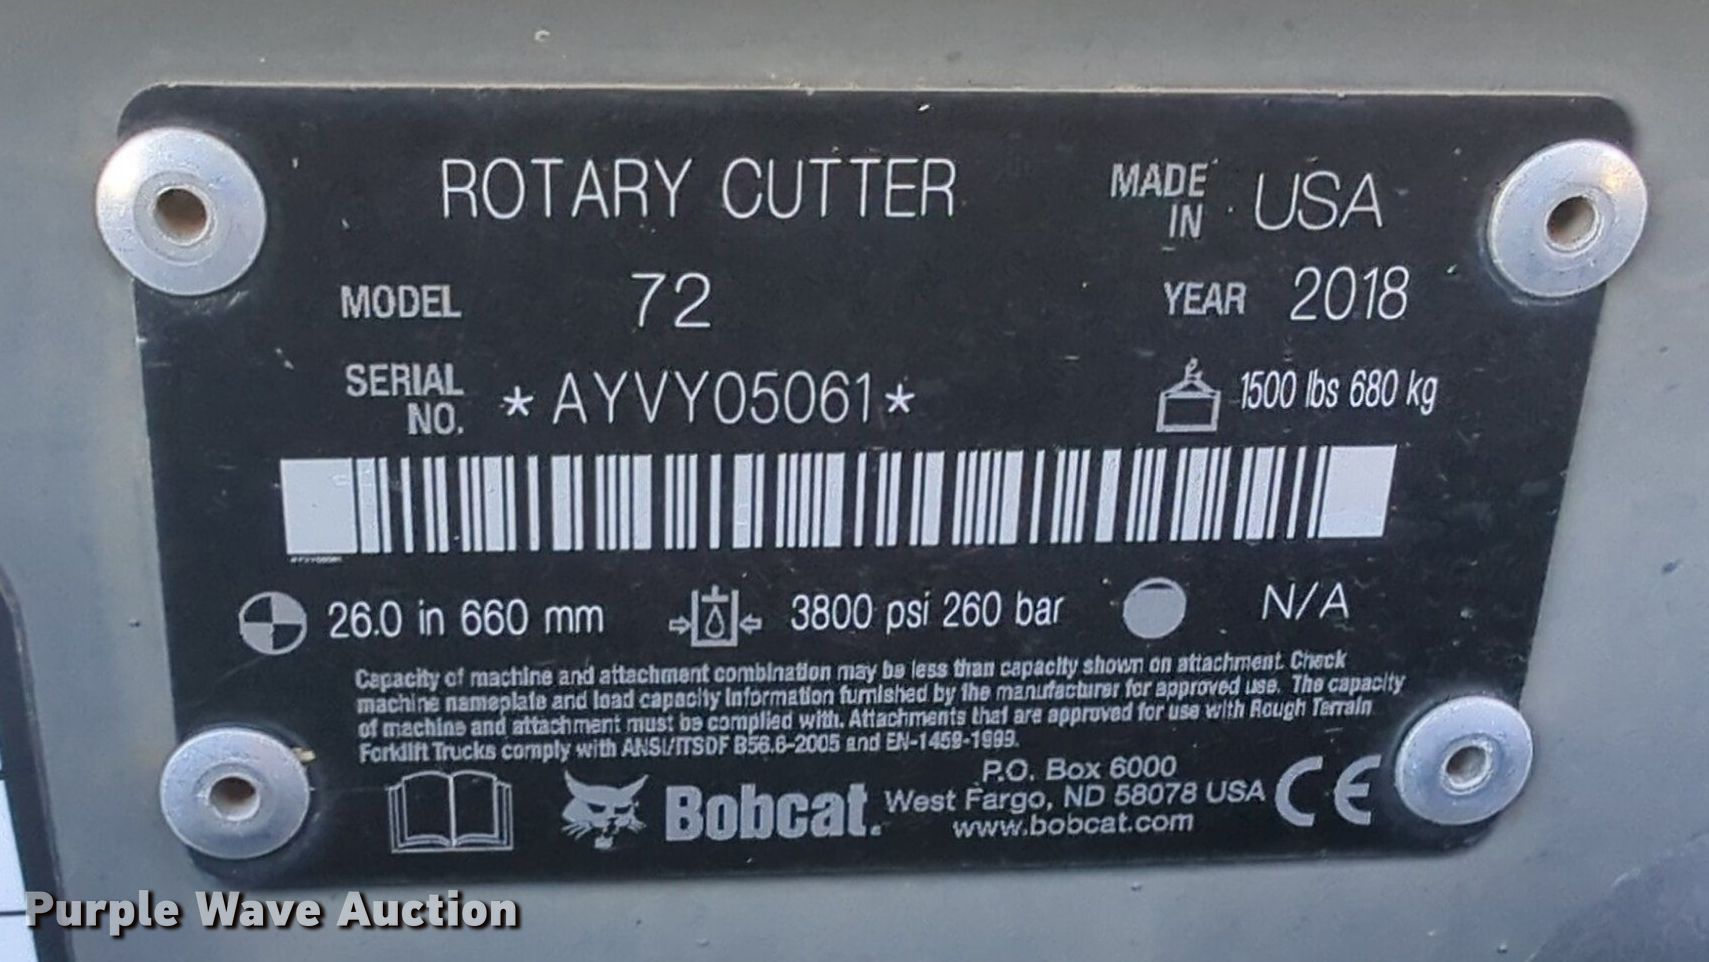 ROTARY CUTTER MADE IN USA
MODEL 72 YEAR 2018
SERIAL NO. *AYVY05061* 1500 lbs 680 kg
AYVY05061
26.0 in 660 mm 3800 psi 260 bar N/A
Capacity of machine and attachment combination may be less than capacity shown on attachment. Check
machine nameplate and load capacity information furnished by the manufacturer for approved use. The capacity
of machine and attachment must be complied with. Attachments that are approved for use with Rough Terrain
Forklift Trucks comply with ANSI/ITSDF B56.6-2005 and EN-1459-1999.
Bobcat.
P.O. Box 6000
West Fargo, ND 58078 USA
www.bobcat.com
CE
Purple Wave Auction